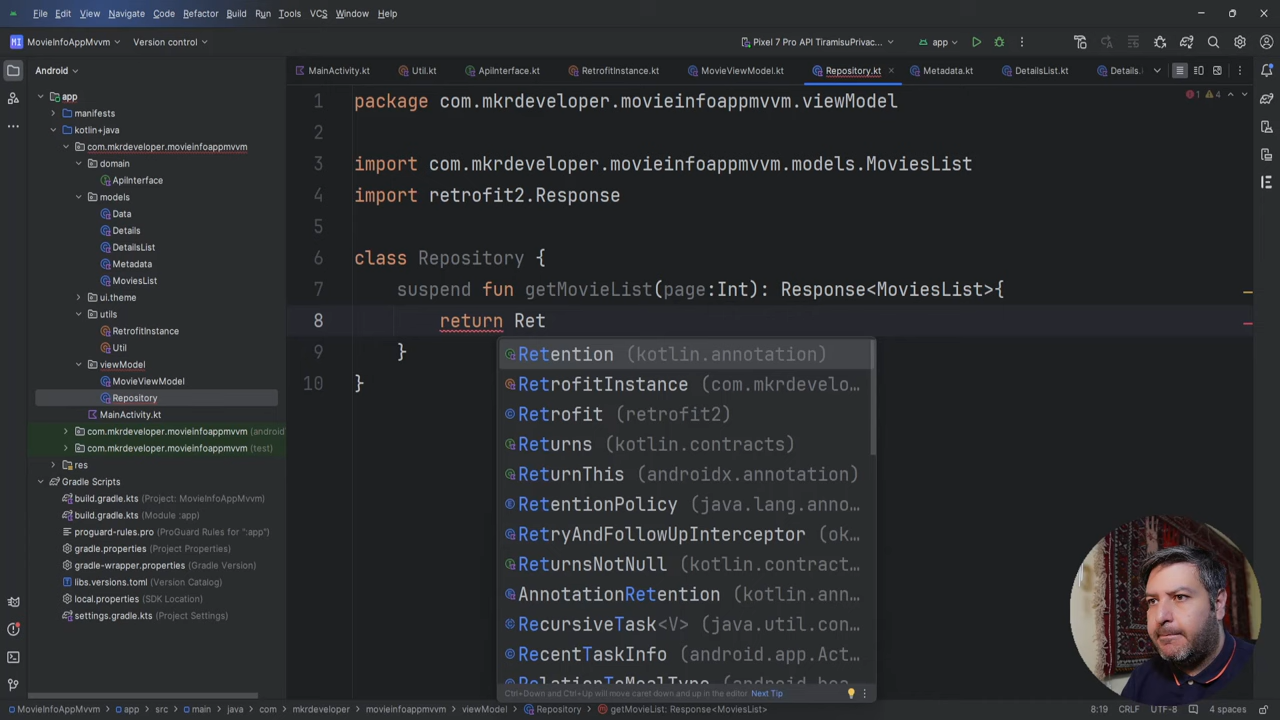 File Edit View Navigate Code Refactor Build Run Tools VCS Window Help
MI MovieInfoAppMvvm Version control Pixel 7 Pro API TiramisuPrivac... app
Android MainActivity.kt Util.kt ApiInterface.kt RetrofitInstance.kt MovieViewModel.kt Repository.kt Metadata.kt DetailsList.kt Details.
app
manifests
kotlin+java
com.mkrdeveloper.movieinfoappmvvm
domain
ApiInterface
models
Data
Details
DetailsList
Metadata
MoviesList
ui.theme
utils
RetrofitInstance
Util
viewModel
MovieViewModel
Repository
MainActivity.kt
com.mkrdeveloper.movieinfoappmvvm (android
com.mkrdeveloper.movieinfoappmvvm (test)
res
Gradle Scripts
build.gradle.kts (Project: MovieInfoAppMvvm)
build.gradle.kts (Module :app)
proguard-rules.pro (ProGuard Rules for ":app")
gradle.properties (Project Properties)
gradle-wrapper.properties (Gradle Version)
libs.versions.toml (Version Catalog)
local.properties (SDK Location)
settings.gradle.kts (Project Settings)
1 4
1 package com.mkrdeveloper.movieinfoappmvvm.viewModel
2
3 import com.mkrdeveloper.movieinfoappmvvm.models.MoviesList
4 import retrofit2.Response
5
6 class Repository {
7 suspend fun getMovieList(page:Int): Response<MoviesList>{
8 return Ret
9 }
10 }
Retention (kotlin.annotation)
RetrofitInstance (com.mkrdevelo...
Retrofit (retrofit2)
Returns (kotlin.contracts)
ReturnThis (androidx.annotation)
RetentionPolicy (java.lang.anno...
RetryAndFollowUpInterceptor (ok...
ReturnsNotNull (kotlin.contract...
AnnotationRetention (kotlin.ann...
RecursiveTask<V> (java.util.con...
RecentTaskInfo (android.app.Act...
Ctrl+Down and Ctrl+Up will move caret down and up in the editor Next Tip
MovieInfoAppMvvm app src main java com mkrdeveloper movieinfoappmvvm viewModel Repository getMovieList: Response<MoviesList> 8:19 CRLF UTF-8 4 spaces